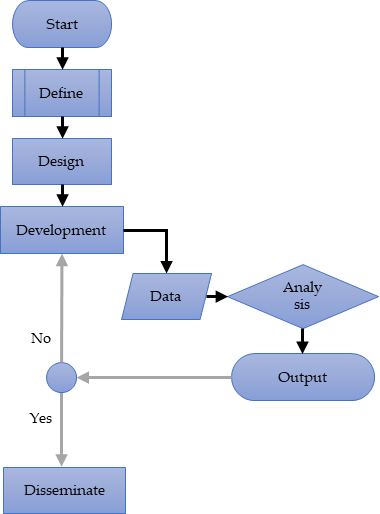 Start
Define
Design
Development
Data
Analy
sis
No
Output
Yes
Disseminate